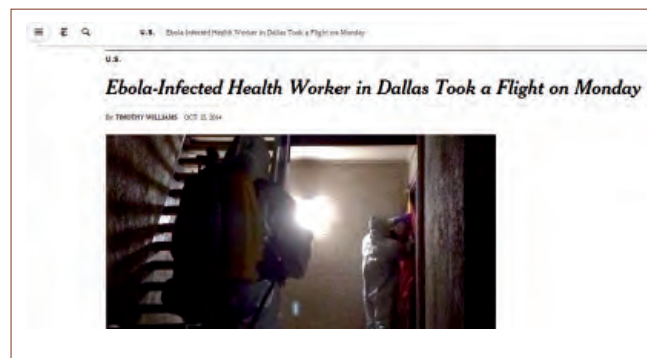 U.S. Ebola-Infected Health Worker in Dallas Took a Flight on Monday
U.S.
Ebola-Infected Health Worker in Dallas Took a Flight on Monday
By TIMOTHY WILLIAMS OCT. 15, 2014